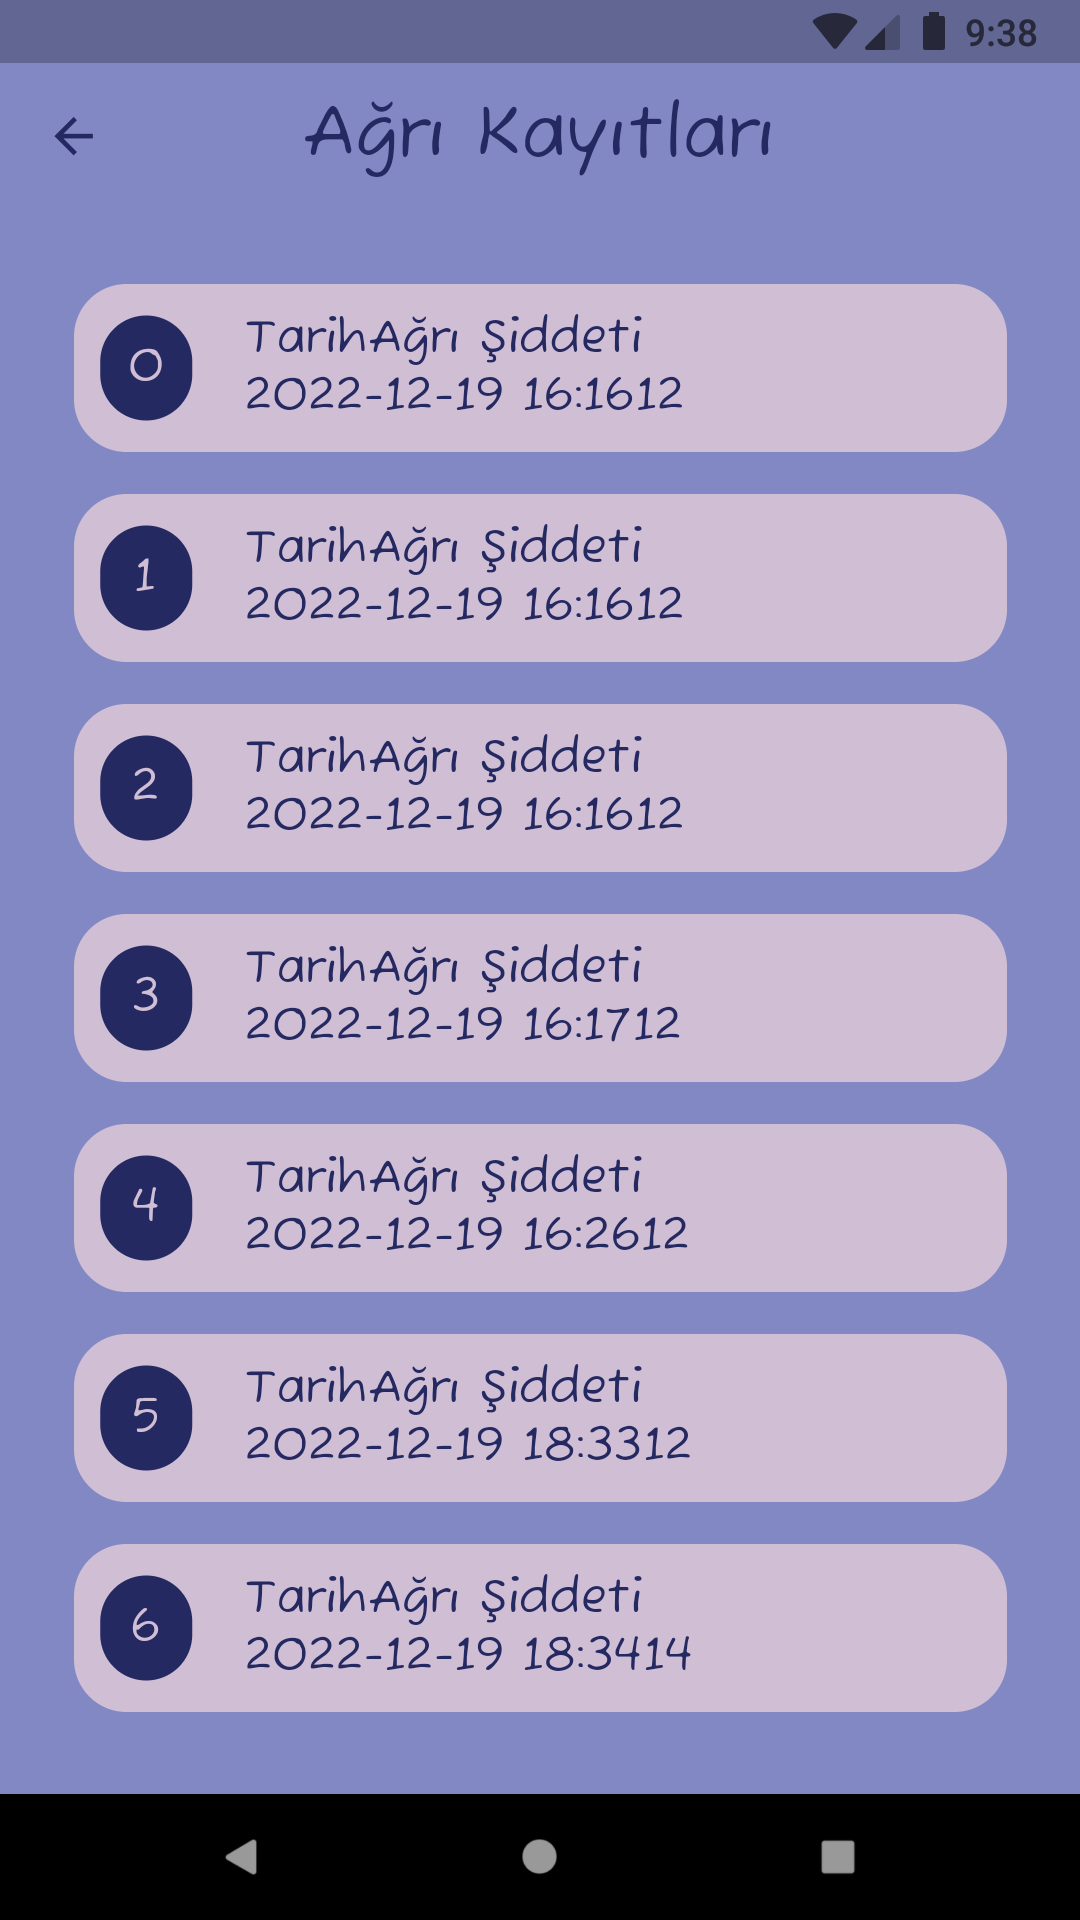 9:38
Ağrı Kayıtları
0
TarihAğrı Şiddeti
2022-12-19 16:1612
1
TarihAğrı Şiddeti
2022-12-19 16:1612
2
TarihAğrı Şiddeti
2022-12-19 16:1612
3
TarihAğrı Şiddeti
2022-12-19 16:1712
4
TarihAğrı Şiddeti
2022-12-19 16:2612
5
TarihAğrı Şiddeti
2022-12-19 18:3312
6
TarihAğrı Şiddeti
2022-12-19 18:3414